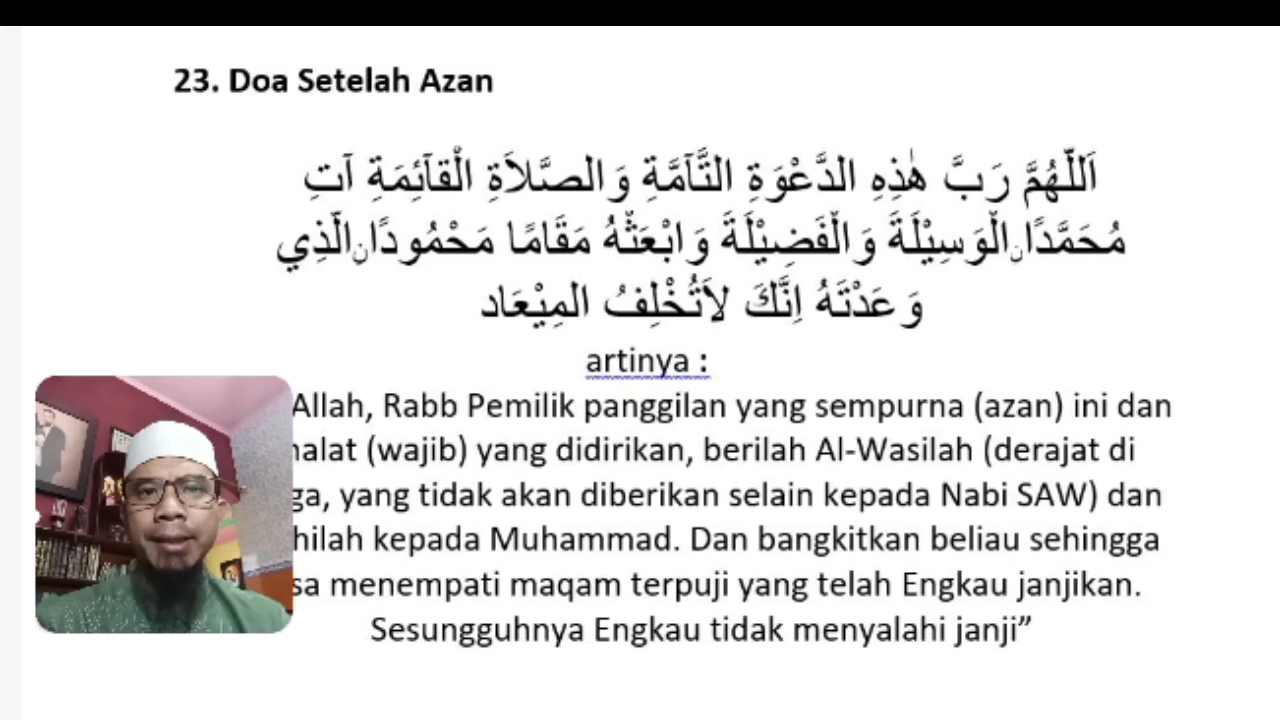 23. Doa Setelah Azan
اَللّٰهُمَّ رَبَّ هٰذِهِ الدَّعْوَةِ التَّآمَّةِ وَالصَّلاَةِ الْقَآئِمَةِ آتِ
مُحَمَّدًا ࣙالْوَسِيْلَةَ وَالْفَضِيْلَةَ وَابْعَثْهُ مَقَامًا مَحْمُودًا ࣙالَّذِي
وَعَدْتَهُ اِنَّكَ لاَتُخْلِفُ المِيْعَاد
artinya :
Allah, Rabb Pemilik panggilan yang sempurna (azan) ini dan
halat (wajib) yang didirikan, berilah Al-Wasilah (derajat di
ga, yang tidak akan diberikan selain kepada Nabi SAW) dan
hilah kepada Muhammad. Dan bangkitkan beliau sehingga
sa menempati maqam terpuji yang telah Engkau janjikan.
Sesungguhnya Engkau tidak menyalahi janji”